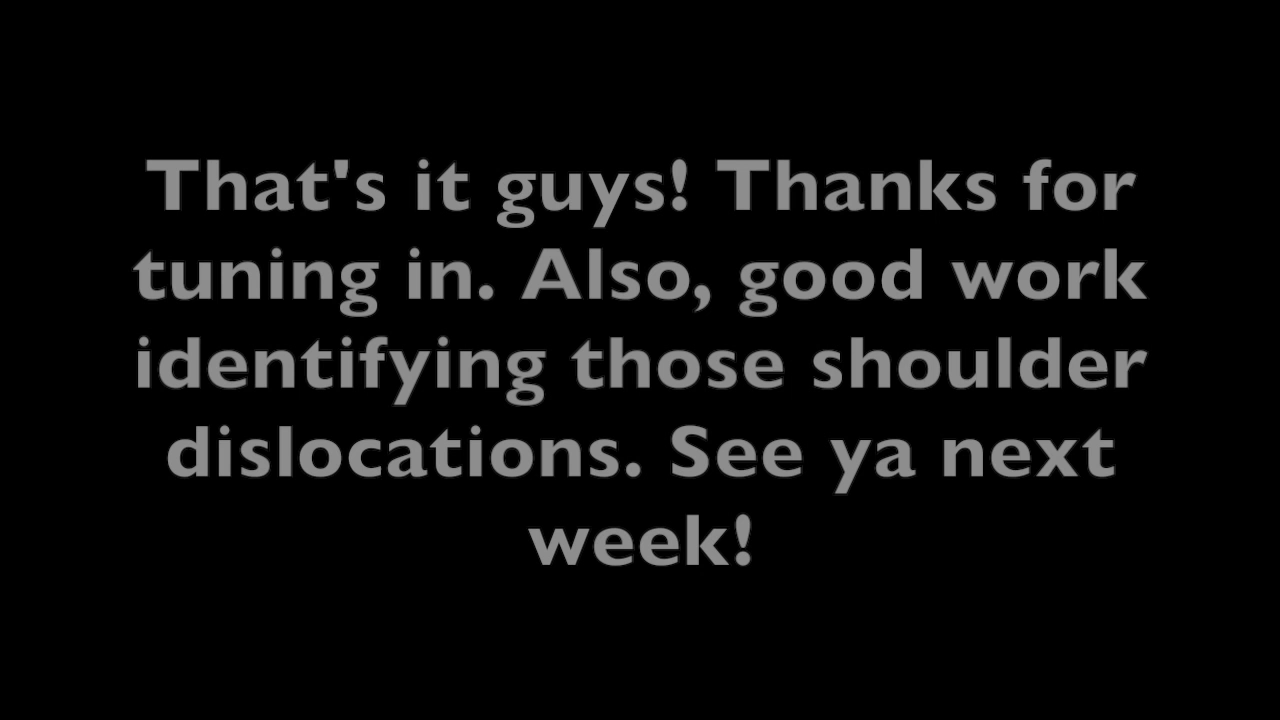 That's it guys! Thanks for
tuning in. Also, good work
identifying those shoulder
dislocations. See ya next
week!